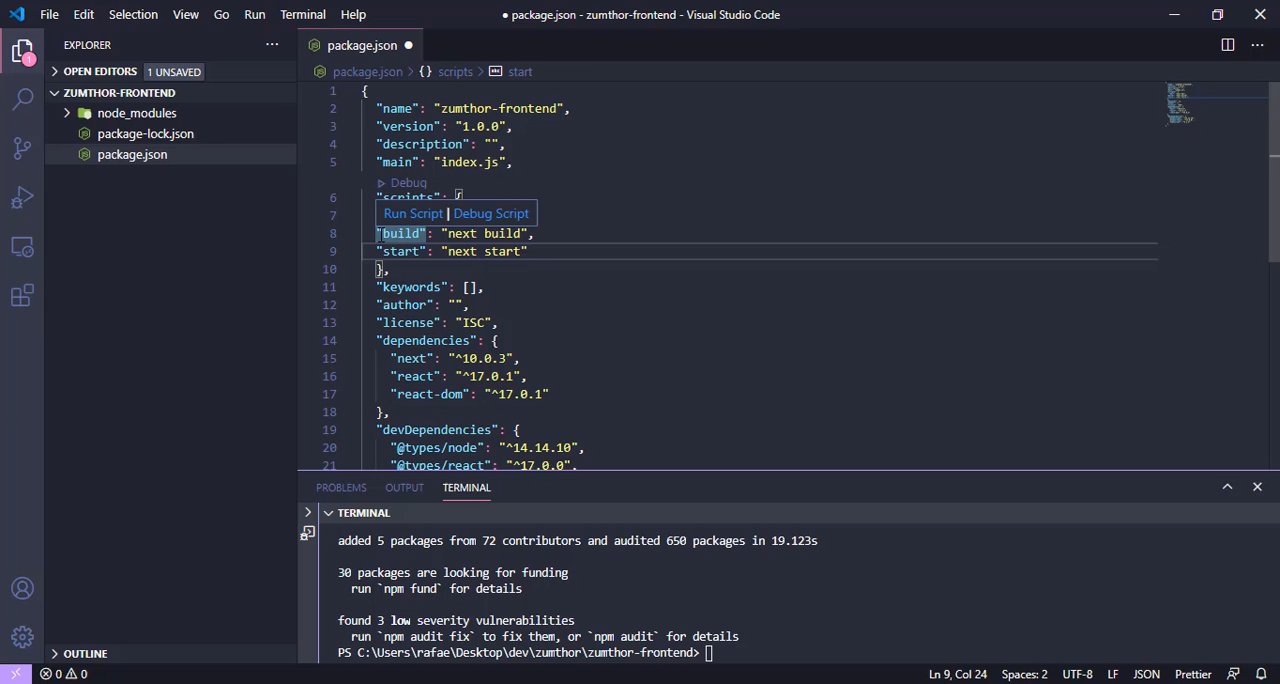 File Edit Selection View Go Run Terminal Help
● package.json - zumthor-frontend - Visual Studio Code
EXPLORER
1
OPEN EDITORS 1 UNSAVED
ZUMTHOR-FRONTEND
node_modules
package-lock.json
package.json
OUTLINE
package.json
package.json > {} scripts > abc start
1 {
2 "name": "zumthor-frontend",
3 "version": "1.0.0",
4 "description": "",
5 "main": "index.js",
Debug
6 "scripts": {
7
Run Script | Debug Script
8 "build": "next build",
9 "start": "next start"
10 },
11 "keywords": [],
12 "author": "",
13 "license": "ISC",
14 "dependencies": {
15 "next": "^10.0.3",
16 "react": "^17.0.1",
17 "react-dom": "^17.0.1"
18 },
19 "devDependencies": {
20 "@types/node": "^14.14.10",
21 "@types/react": "^17.0.0",
PROBLEMS OUTPUT TERMINAL
TERMINAL
added 5 packages from 72 contributors and audited 650 packages in 19.123s
30 packages are looking for funding
run `npm fund` for details
found 3 low severity vulnerabilities
run `npm audit fix` to fix them, or `npm audit` for details
PS C:\Users\rafae\Desktop\dev\zumthor\zumthor-frontend>
0 0
Ln 9, Col 24 Spaces: 2 UTF-8 LF JSON Prettier